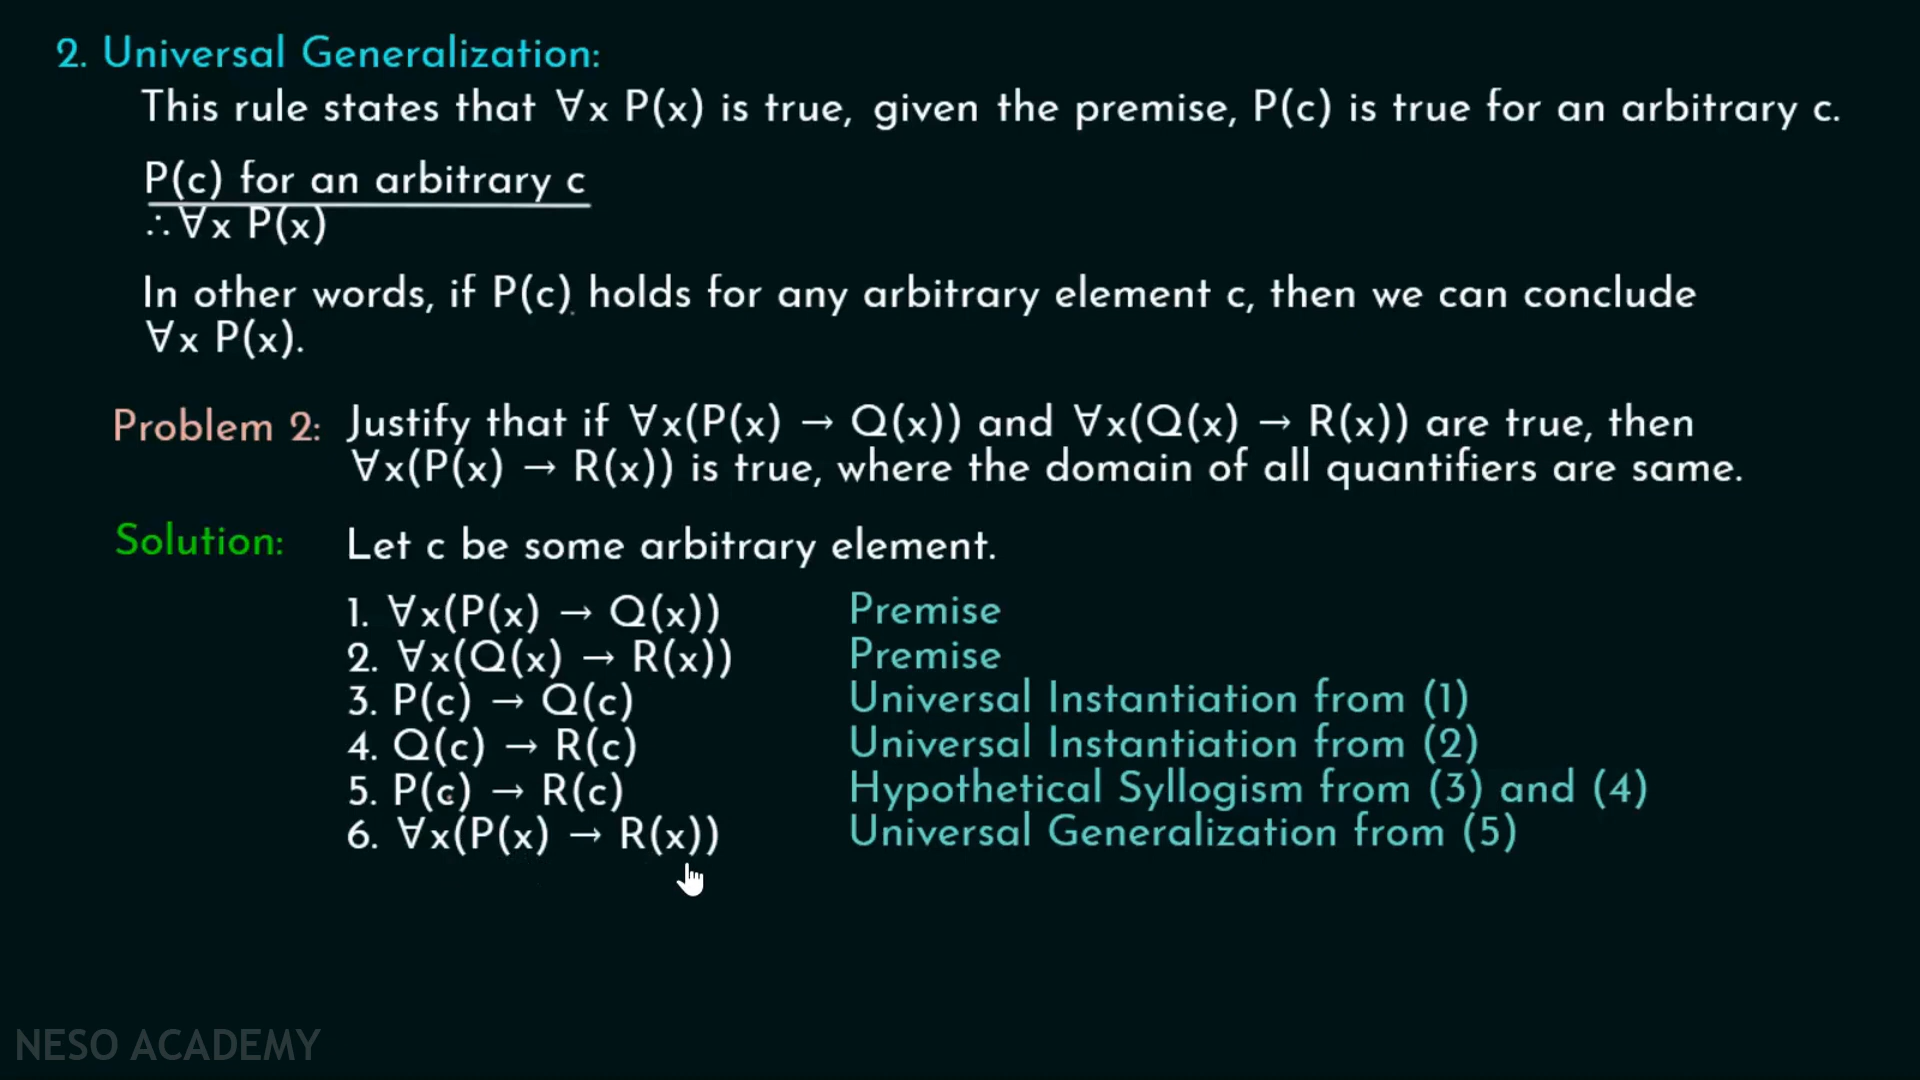 2. Universal Generalization:
This rule states that ∀x P(x) is true, given the premise, P(c) is true for an arbitrary c.
P(c) for an arbitrary c
∴ ∀x P(x)
In other words, if P(c) holds for any arbitrary element c, then we can conclude
∀x P(x).
Problem 2: Justify that if ∀x(P(x) → Q(x)) and ∀x(Q(x) → R(x)) are true, then
∀x(P(x) → R(x)) is true, where the domain of all quantifiers are same.
Solution: Let c be some arbitrary element.
1. ∀x(P(x) → Q(x)) Premise
2. ∀x(Q(x) → R(x)) Premise
3. P(c) → Q(c) Universal Instantiation from (1)
4. Q(c) → R(c) Universal Instantiation from (2)
5. P(c) → R(c) Hypothetical Syllogism from (3) and (4)
6. ∀x(P(x) → R(x)) Universal Generalization from (5)
NESO ACADEMY